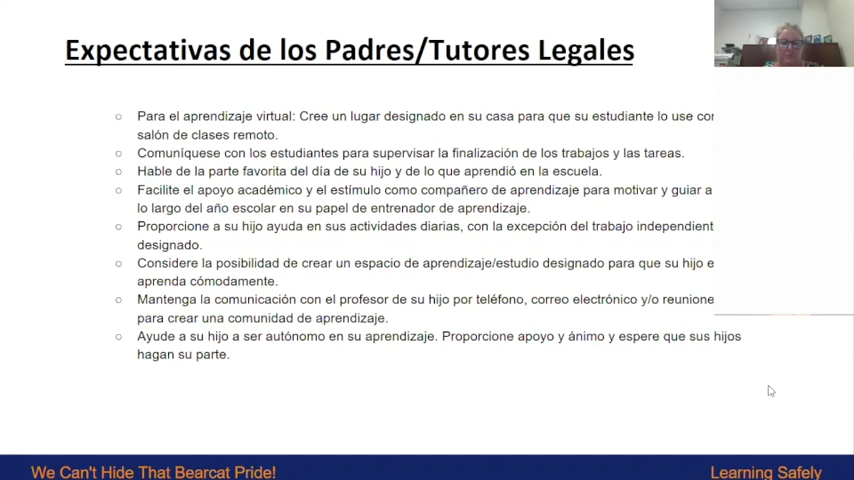 Expectativas de los Padres/Tutores Legales
Para el aprendizaje virtual: Cree un lugar designado en su casa para que su estudiante lo use
salón de clases remoto.
Comuníquese con los estudiantes para supervisar la finalización de los trabajos y las tareas.
Hable de la parte favorita del día de su hijo y de lo que aprendió en la escuela.
Facilite el apoyo académico y el estímulo como compañero de aprendizaje para motivar y guiar a
lo largo del año escolar en su papel de entrenador de aprendizaje.
Proporcione a su hijo ayuda en sus actividades diarias, con la excepción del trabajo
designado.
Considere la posibilidad de crear un espacio de aprendizaje/estudio designado para que su hijo
aprenda cómodamente.
Mantenga la comunicación con el profesor de su hijo por teléfono, correo electrónico y/o
para crear una comunidad de aprendizaje.
Ayude a su hijo a ser autónomo en su aprendizaje. Proporcione apoyo y ánimo y espere que sus hijos
hagan su parte.
We Can't Hide That Bearcat Pride!
Learning Safely